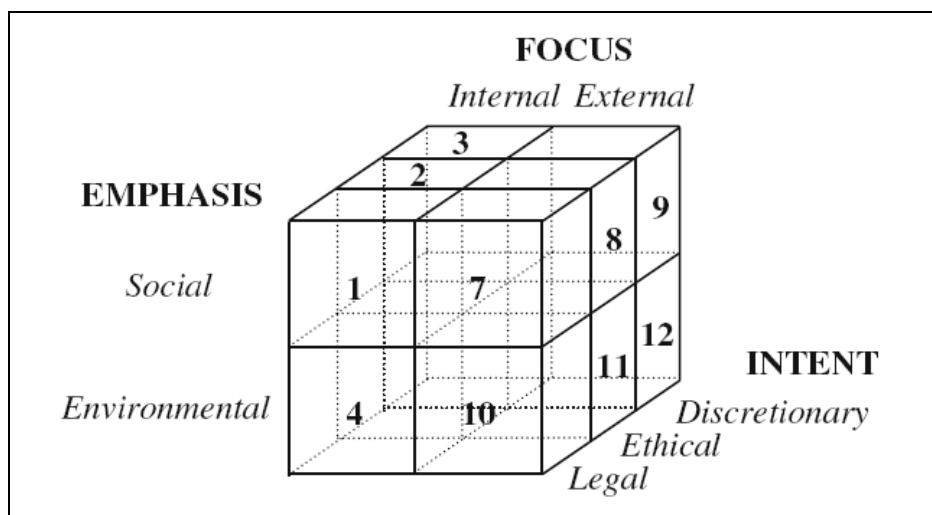 FOCUS
Internal External
3
2
EMPHASIS
9
8
Social
1
7
12
11
INTENT
Environmental
4
10
Discretionary
Ethical
Legal